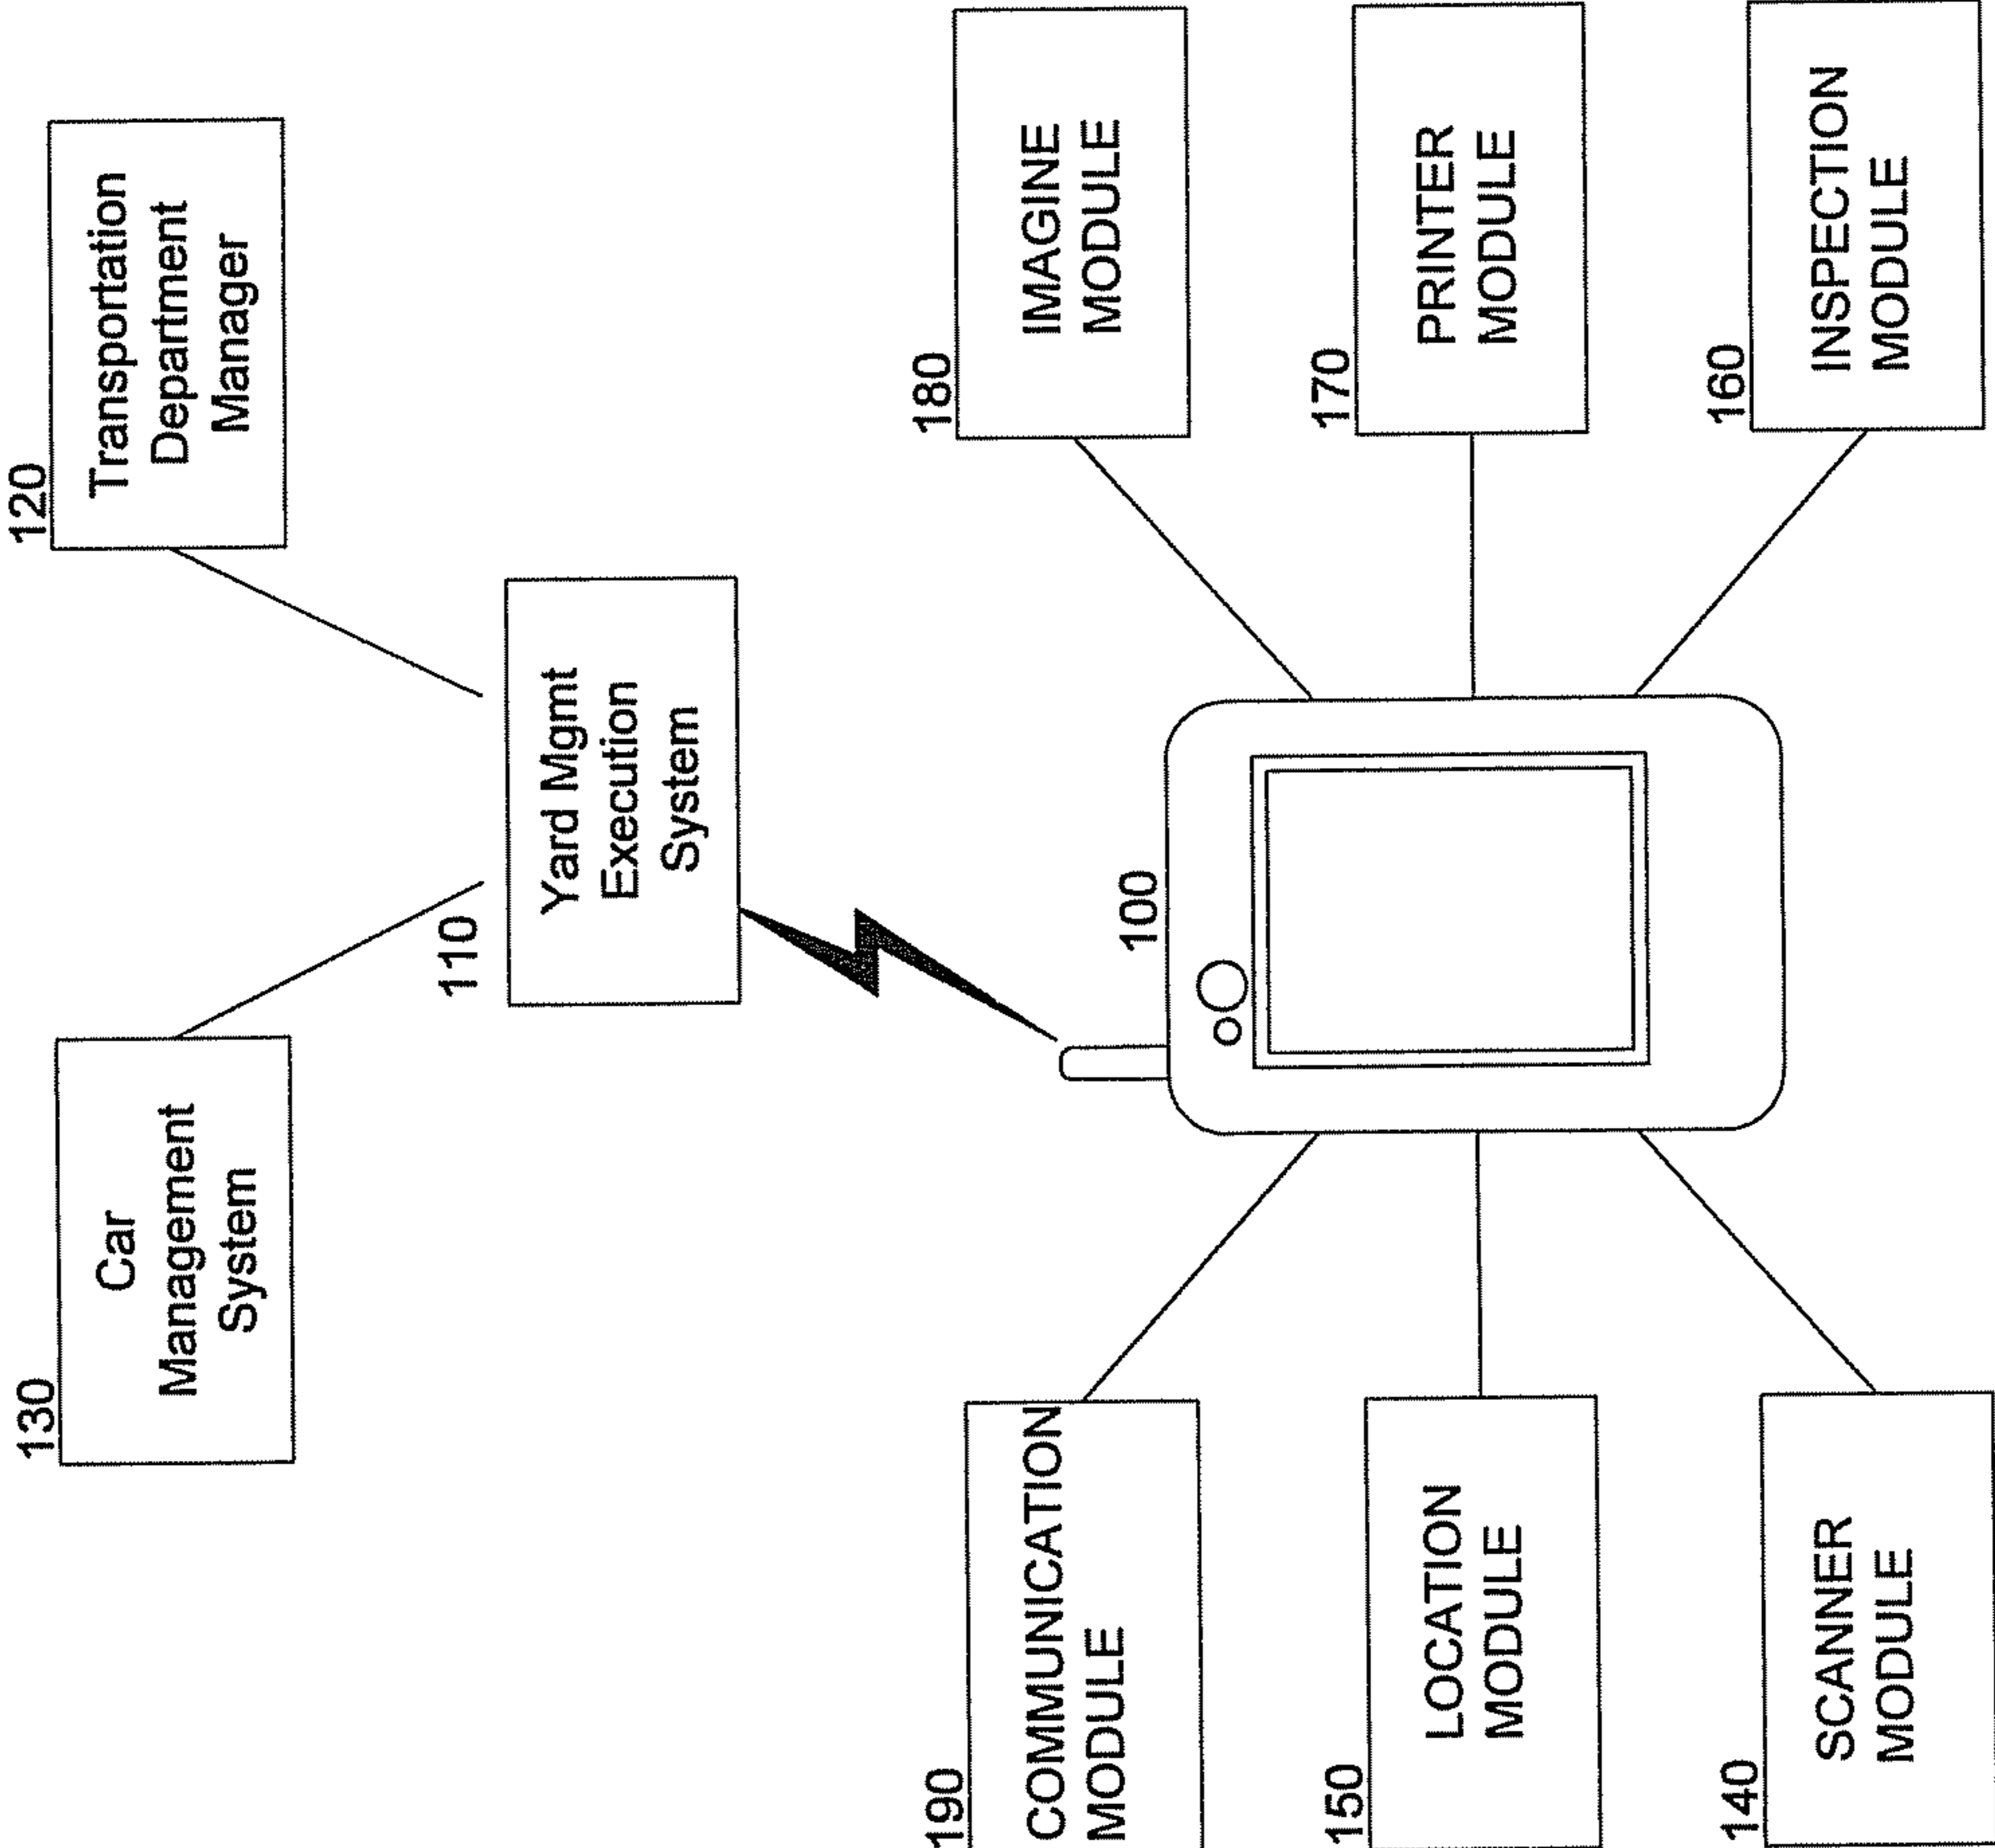 130
Car
Management
System
120
Transportation
Department
Manager
110
Yard Mgmt
Execution
System
100
190
COMMUNICATION
MODULE
180
IMAGINE
MODULE
150
LOCATION
MODULE
170
PRINTER
MODULE
140
SCANNER
MODULE
160
INSPECTION
MODULE